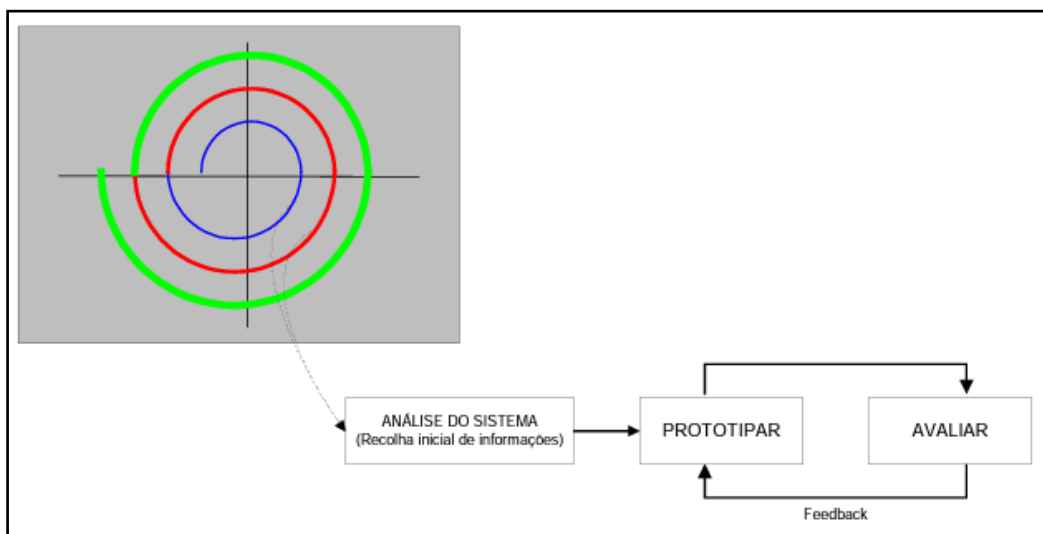 ANÁLISE DO SISTEMA
(Recolha inicial de informações)
PROTOTIPAR
AVALIAR
Feedback